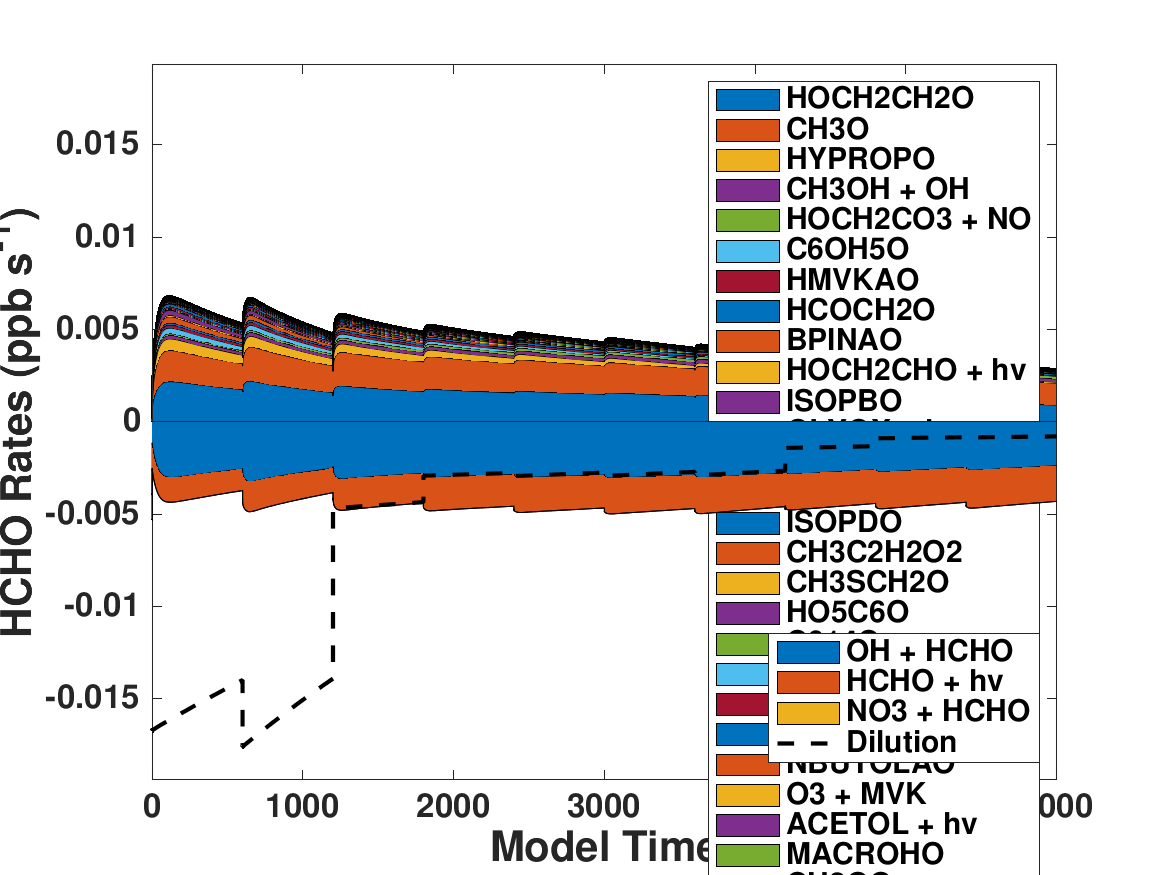 HCHO Rates (ppb s⁻¹)
0.015
0.01
0.005
0
-0.005
-0.01
-0.015
HOCH2CH2O
CH3O
HYPROPO
CH3OH + OH
HOCH2CO3 + NO
C6OH5O
HMVKAO
HCOCH2O
BPINAO
HOCH2CHO + hv
ISOPBO
ISOPDO
CH3C2H2O2
CH3SCH2O
HO5C6O
OH + HCHO
HCHO + hv
NO3 + HCHO
Dilution
NBUTOLAO
O3 + MVK
ACETOL + hv
MACROHO
0
1000
2000
3000
000
Model Time